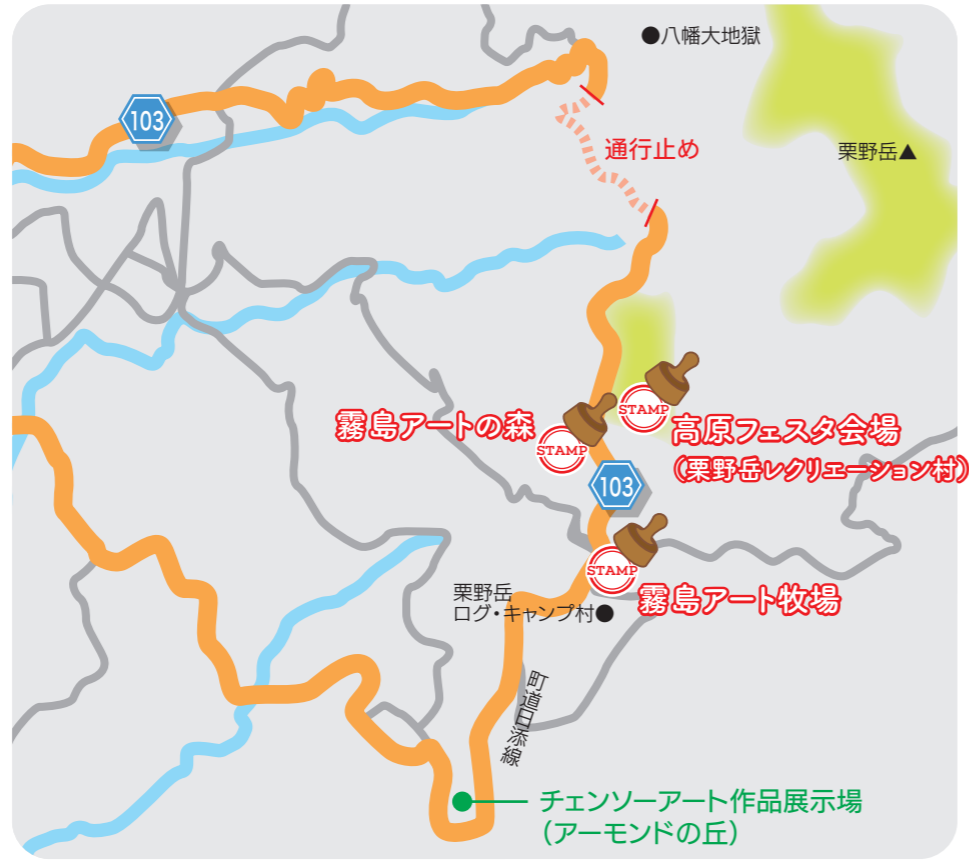 ●八幡大地獄
103
通行止め
栗野岳▲
霧島アートの森
STAMP
STAMP
高原フェスタ会場
（栗野岳レクリエーション村）
103
STAMP
霧島アート牧場
栗野岳
ログ・キャンプ村●
町道日添線
チェンソーアート作品展示場
（アーモンドの丘）